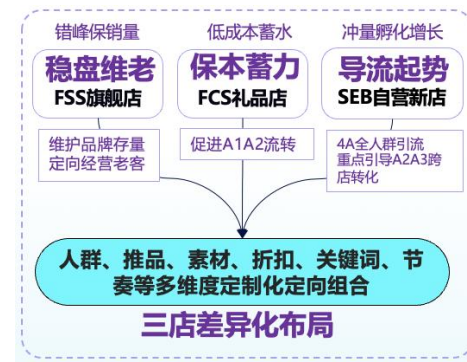 错峰保销量
稳盘维老
FSS旗舰店
低成本蓄水
保本蓄力
FCS礼品店
冲量孵化增长
导流起势
SEB自营新店
维护品牌存量
定向经营老客
促进A1A2流转
4A全人群引流
重点引导A2A3跨
店转化
人群、推品、素材、折扣、关键词、节
奏等多维度定制化定向组合
三店差异化布局